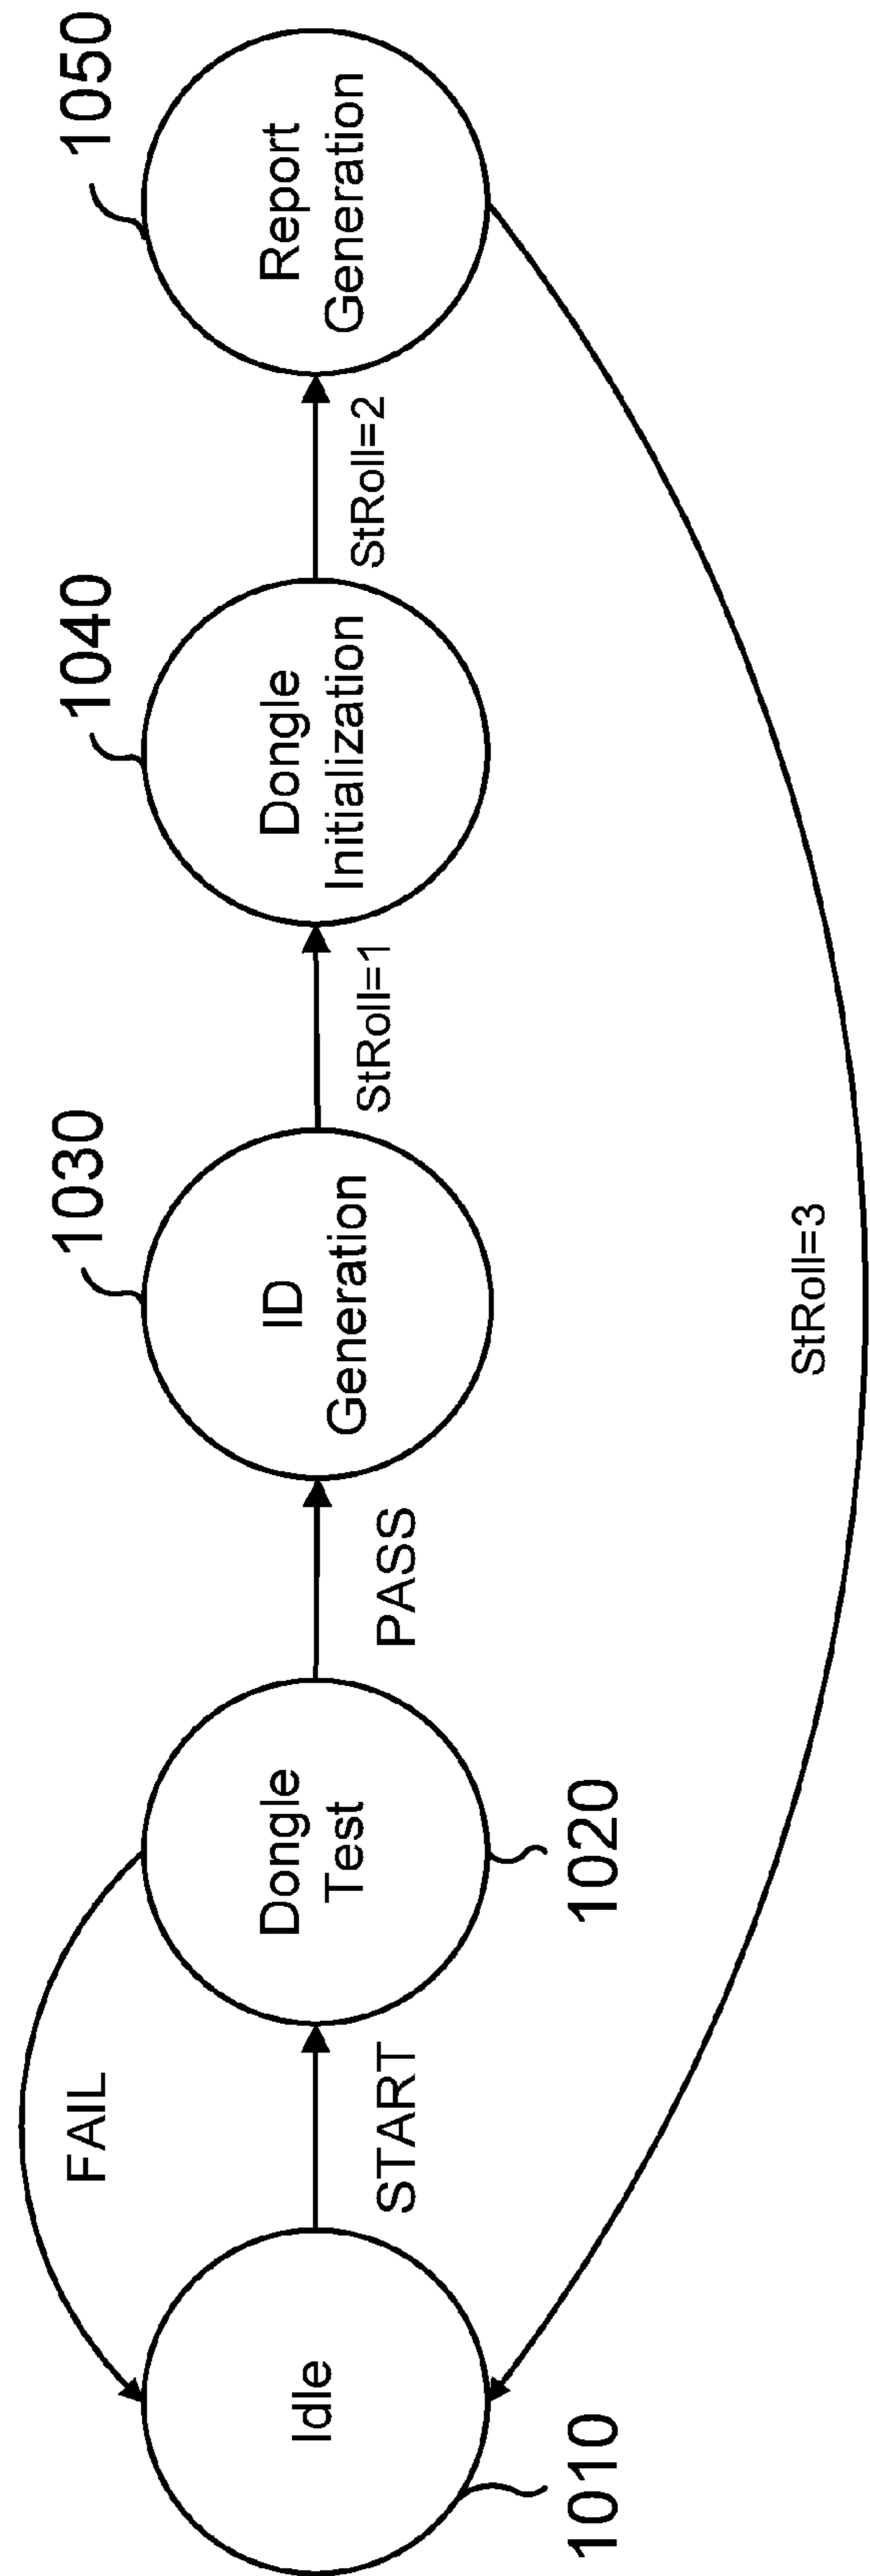 FAIL
Idle
1010
START
Dongle
Test
1020
PASS
ID
Generation
1030
StRoll=1
Dongle
Initialization
1040
StRoll=2
Report
Generation
1050
StRoll=3